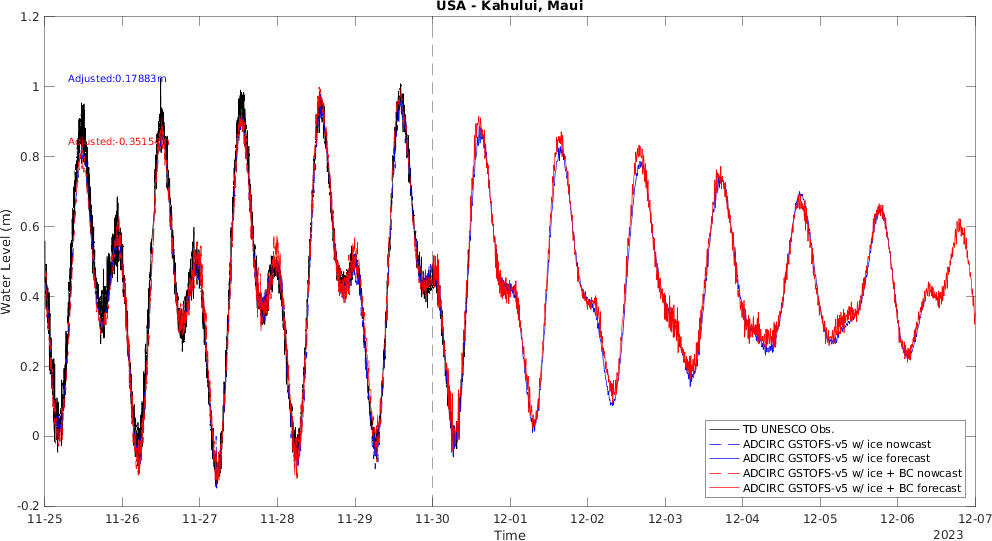 USA - Kahului, Maui
1.2
1
0.8
0.6
0.4
0.2
0
-0.2
Water Level (m)
Adjusted:0.17883m
Adjusted:-0.3515
TD UNESCO Obs.
ADCIRC GSTOFS-v5 w/ ice nowcast
ADCIRC GSTOFS-v5 w/ ice forecast
ADCIRC GSTOFS-v5 w/ ice + BC nowcast
ADCIRC GSTOFS-v5 w/ ice + BC forecast
11-25 11-26 11-27 11-28 11-29 11-30 12-01 12-02 12-03 12-04 12-05 12-06 12-07
Time
2023